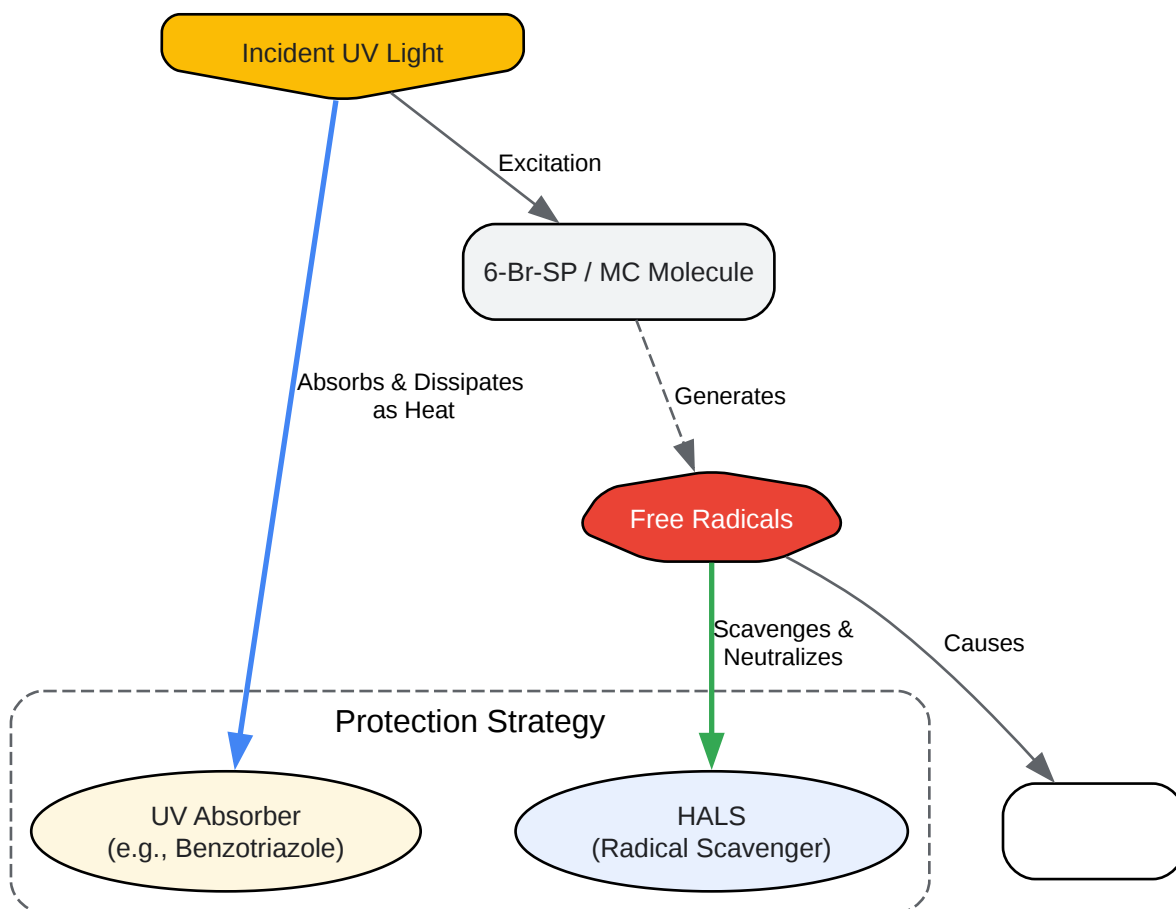 Incident UV Light
Excitation
6-Br-SP / MC Molecule
Absorbs & Dissipates
as Heat
Generates
Free Radicals
Scavenges &
Neutralizes
Causes
Protection Strategy
UV Absorber
(e.g., Benzotriazole)
HALS
(Radical Scavenger)